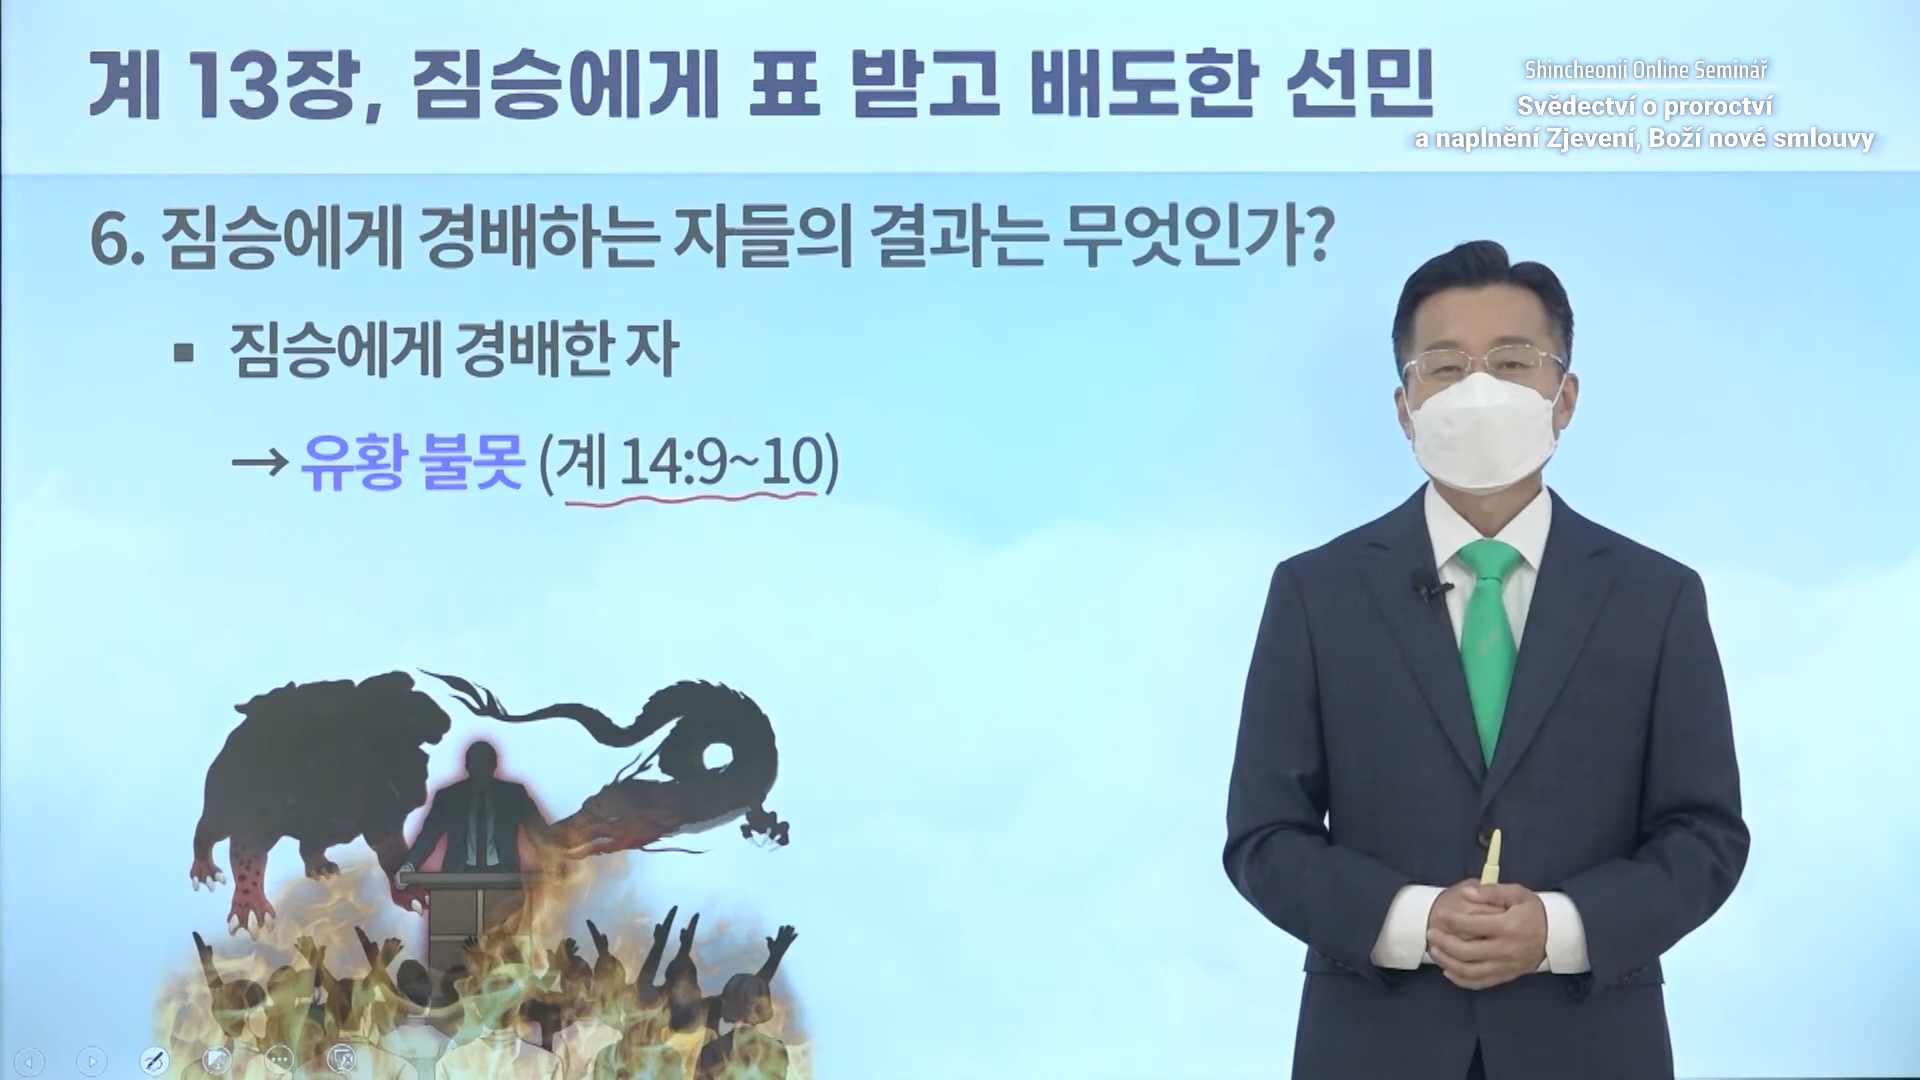 계 13장, 짐승에게 표 받고 배도한 선민
Shincheonji Online Seminář
Svědectví o proroctví
a naplnění Zjevení, Boží nové smlouvy
6. 짐승에게 경배하는 자들의 결과는 무엇인가?
▪ 짐승에게 경배한 자
→ 유황 불못 (계 14:9~10)